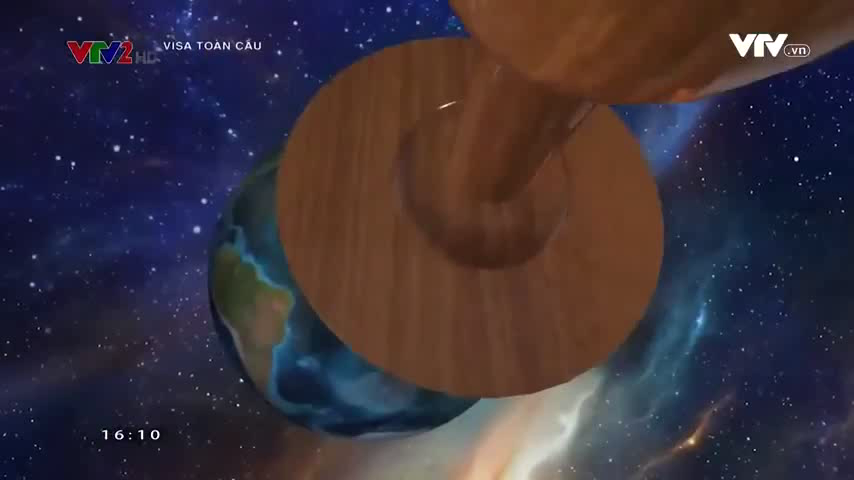 VTV2 HD
VISA TOÀN CẦU
VTV.vn
16:10